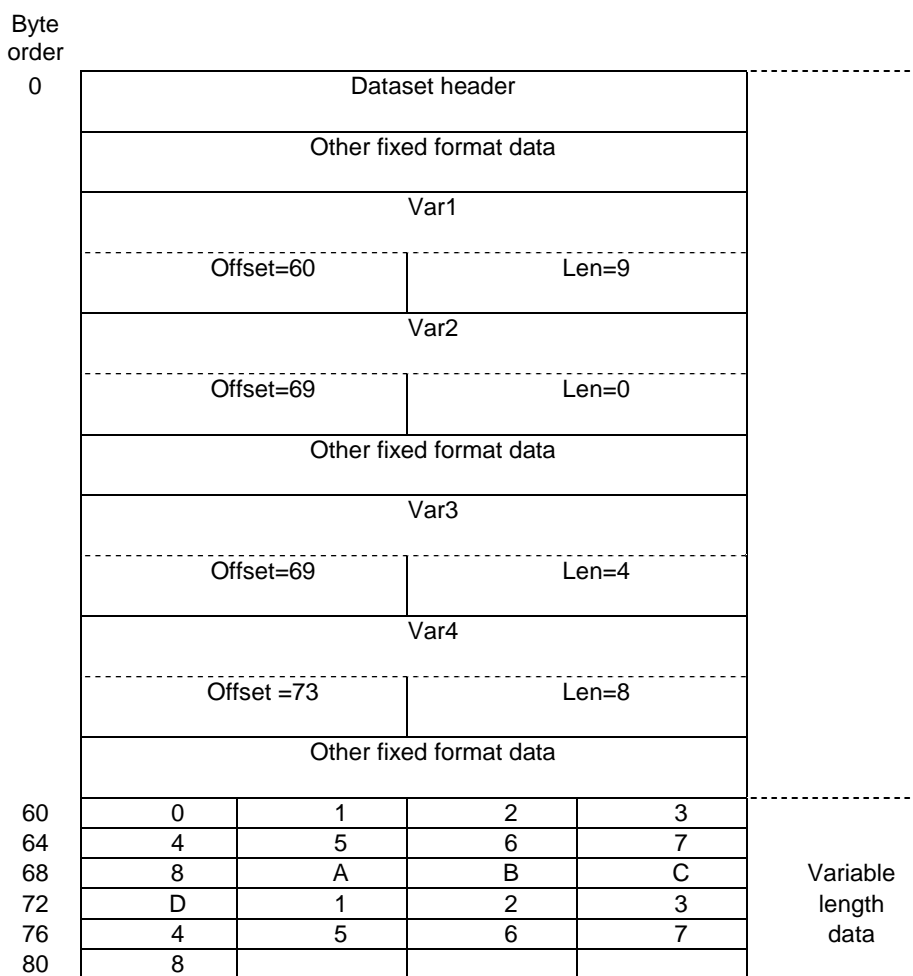 Byte
order
0 Dataset header
Other fixed format data
Var1
Offset=60 Len=9
Var2
Offset=69 Len=0
Other fixed format data
Var3
Offset=69 Len=4
Var4
Offset =73 Len=8
Other fixed format data
60 0 1 2 3
64 4 5 6 7
68 8 A B C Variable
72 D 1 2 3 length
76 4 5 6 7 data
80 8